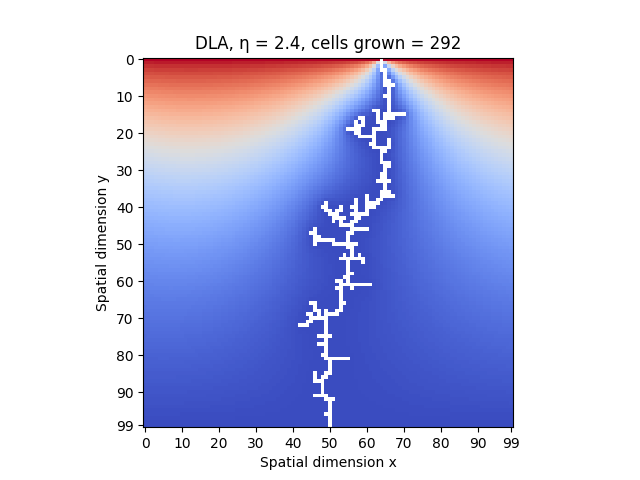 DLA, η = 2.4, cells grown = 292
0
10
20
30
40
50
60
70
80
90
99
Spatial dimension y
0 10 20 30 40 50 60 70 80 90 99
Spatial dimension x